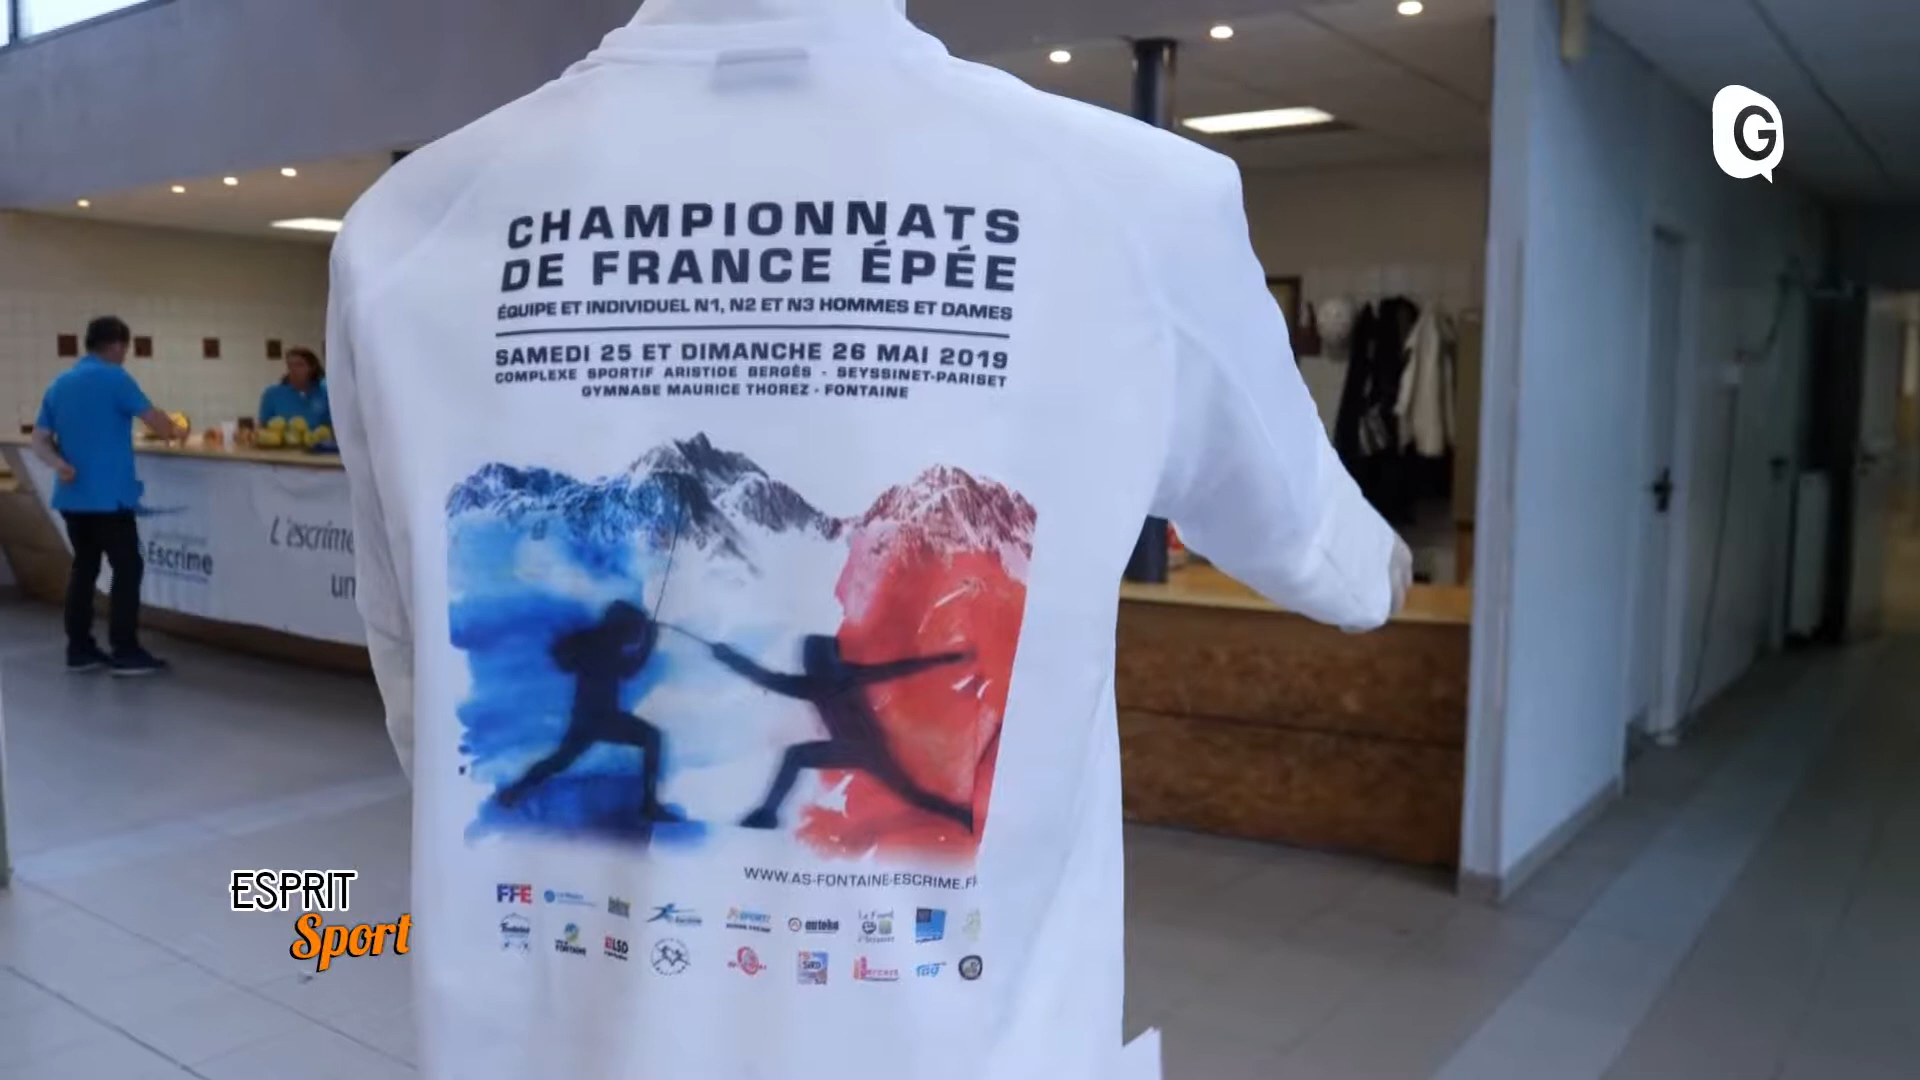 G
CHAMPIONNATS
DE FRANCE ÉPÉE
ÉQUIPE ET INDIVIDUEL N1, N2 ET N3 HOMMES ET DAMES
SAMEDI 25 ET DIMANCHE 26 MAI 2019
COMPLEXE SPORTIF ARISTIDE BERGÈS - SEYSSINET-PARISET
GYMNASE MAURICE THOREZ - FONTAINE
L'escrime
Escrime
un
WWW.AS-FONTAINE-ESCRIME.FR
FFE
ESPRIT
Sport